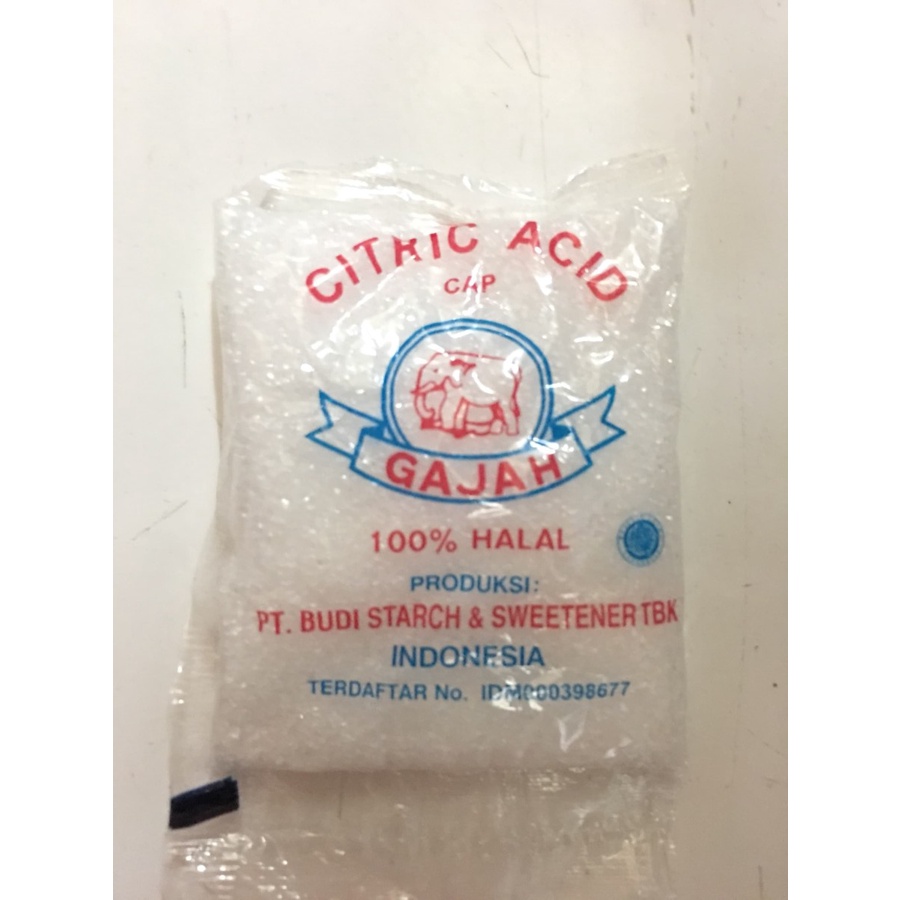 CITRIC ACID
CAP
GAJAH
100% HALAL
PRODUKSI:
PT. BUDI STARCH & SWEETENER TBK
INDONESIA
TERDAFTAR No. IDM000398677